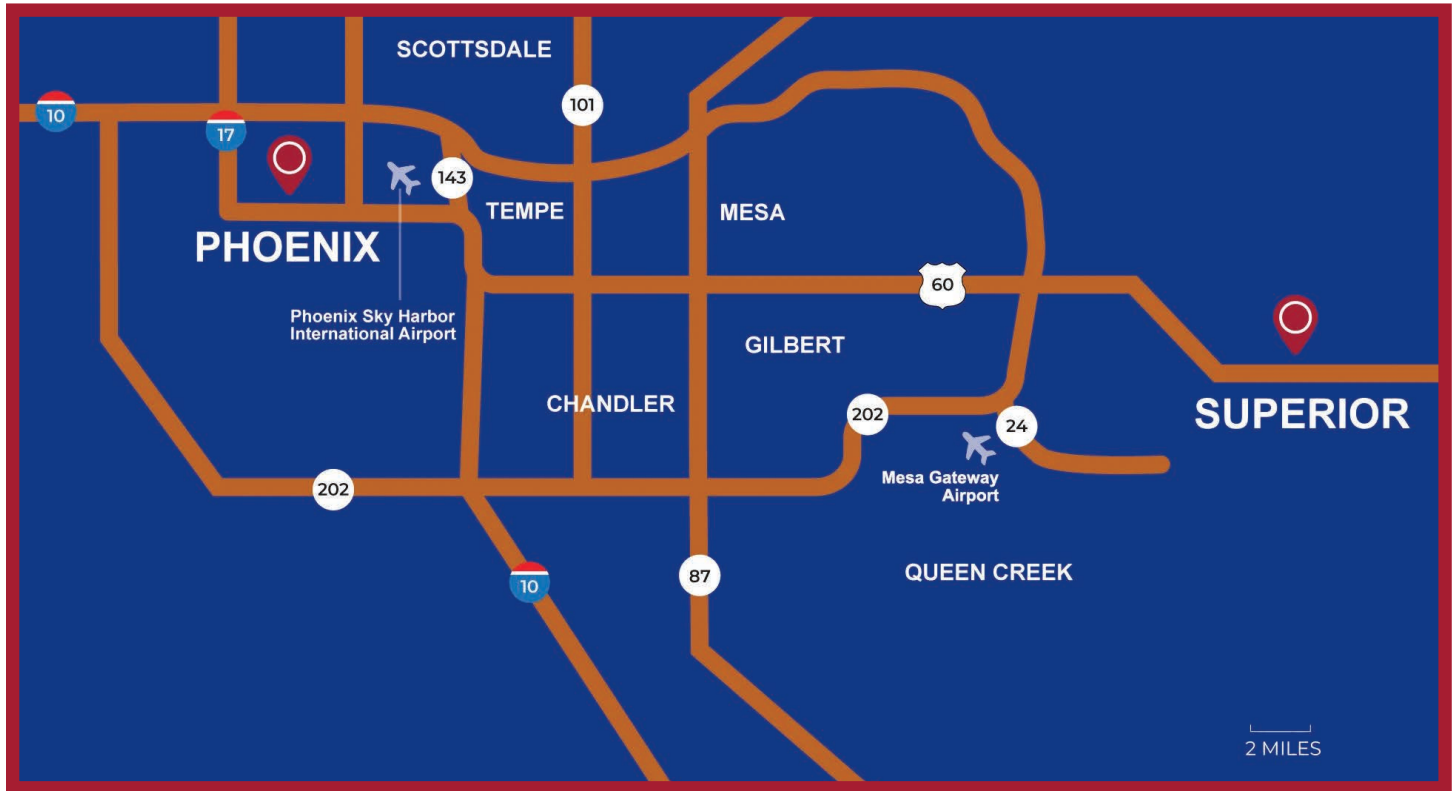 SCOTTSDALE
10
101
17
143
TEMPE
MESA
PHOENIX
60
Phoenix Sky Harbor
International Airport
GILBERT
CHANDLER
202
SUPERIOR
24
Mesa Gateway
Airport
202
10
87
QUEEN CREEK
2 MILES